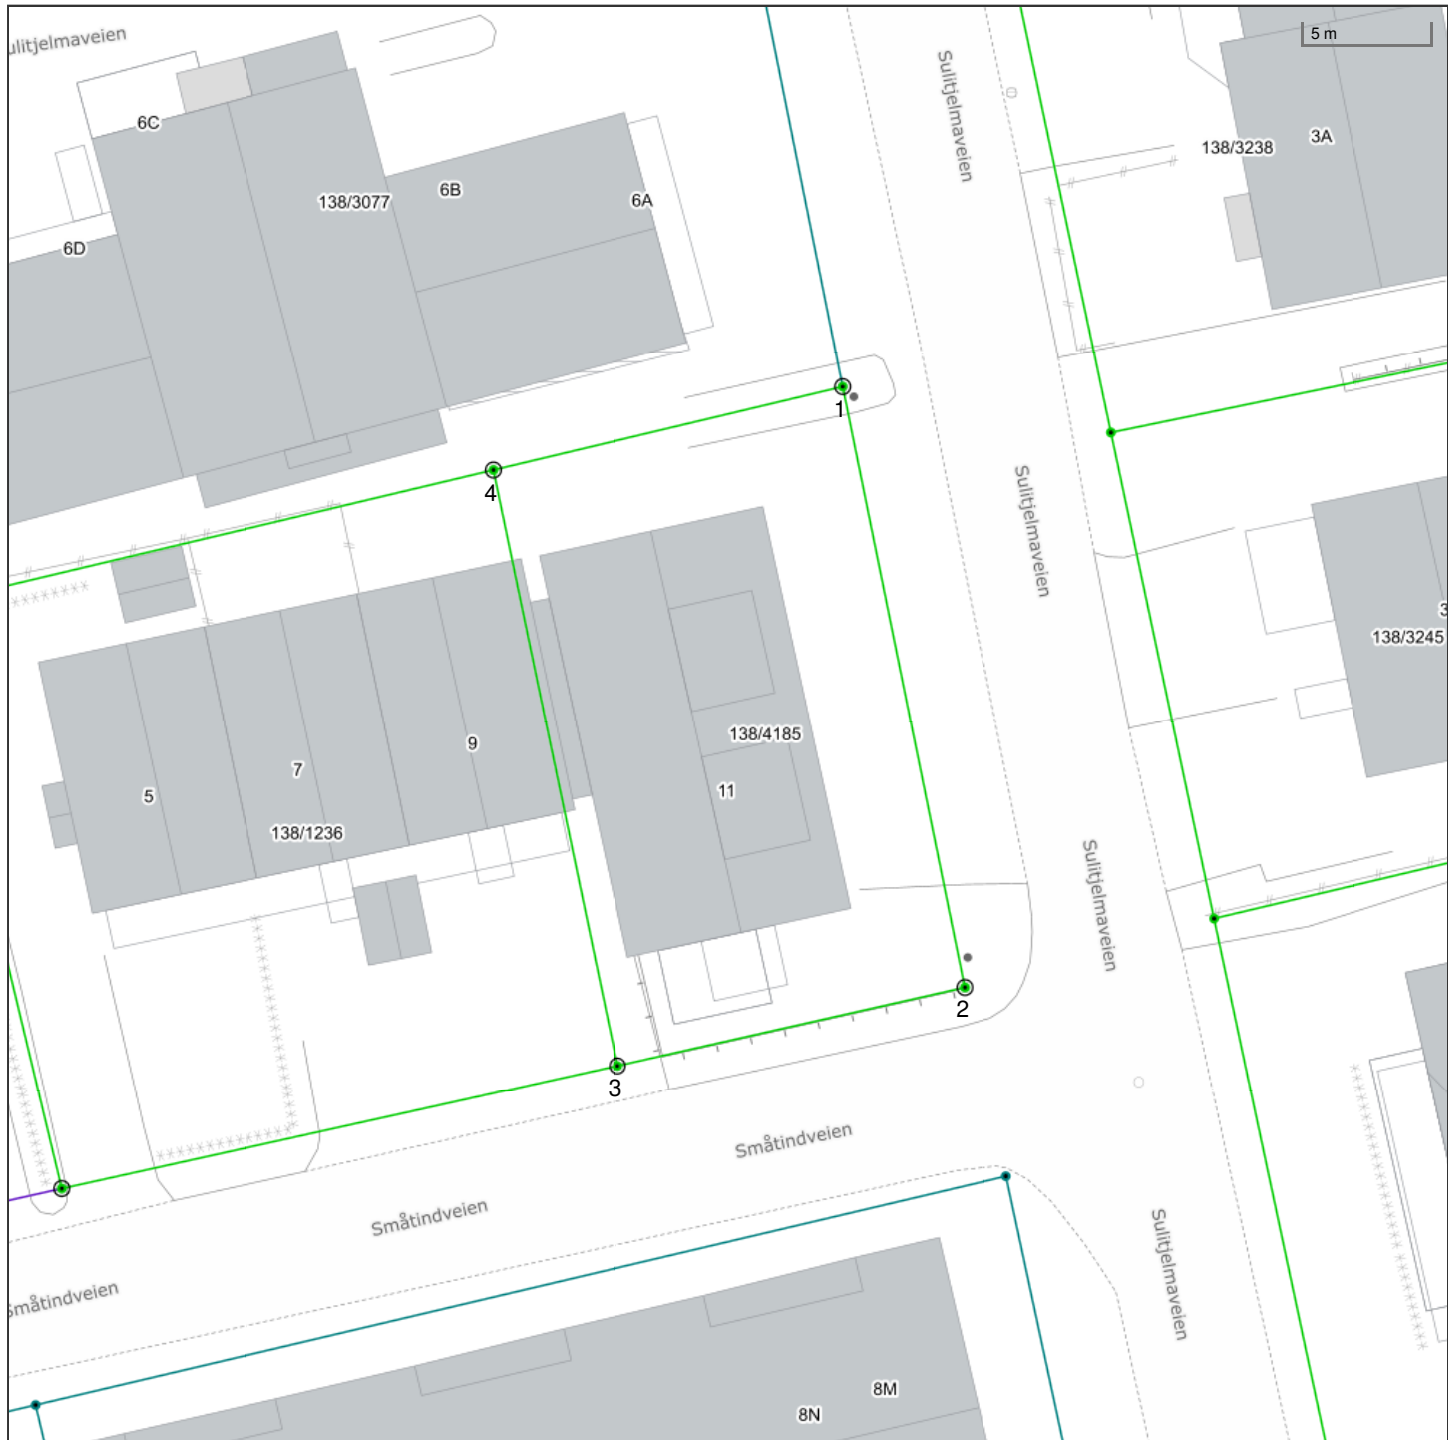 ulitjelmaveien
5 m
Sulitjelmaveien
6C
3A
138/3238
6B
138/3077
6A
6D
1
4
Sulitjelmaveien
3
138/3245
138/4185
9
7
11
5
138/1236
Sulitjelmaveien
2
3
Småtindveien
Småtindveien
Sulitjelmaveien
Småtindveien
8M
8N